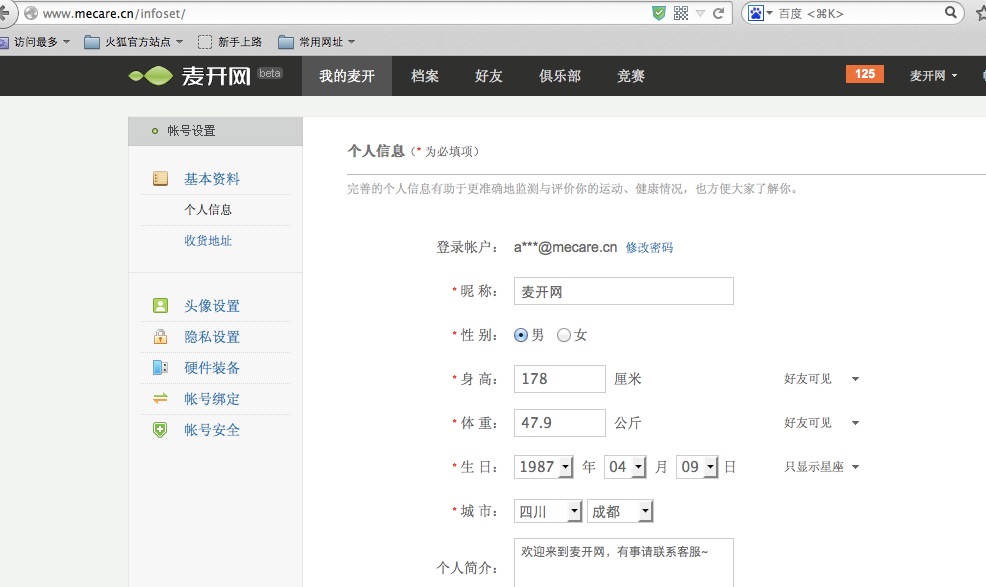 www.mecare.cn/infoset/
百度 <⌘K>
访问最多 火狐官方站点 新手上路 常用网址
麦开网 beta 我的麦开 档案 好友 俱乐部 竞赛 125 麦开网
帐号设置
基本资料
个人信息
收货地址
头像设置
隐私设置
硬件装备
帐号绑定
帐号安全
个人信息（* 为必填项）
完善的个人信息有助于更准确地监测与评价你的运动、健康情况，也方便大家了解你。
登录帐户： a***@mecare.cn 修改密码
* 昵 称： 麦开网
* 性 别： 男 女
* 身 高： 178 厘米 好友可见
* 体 重： 47.9 公斤 好友可见
* 生 日： 1987 年 04 月 09 日 只显示星座
* 城 市： 四川 成都
个人简介： 欢迎来到麦开网，有事请联系客服~